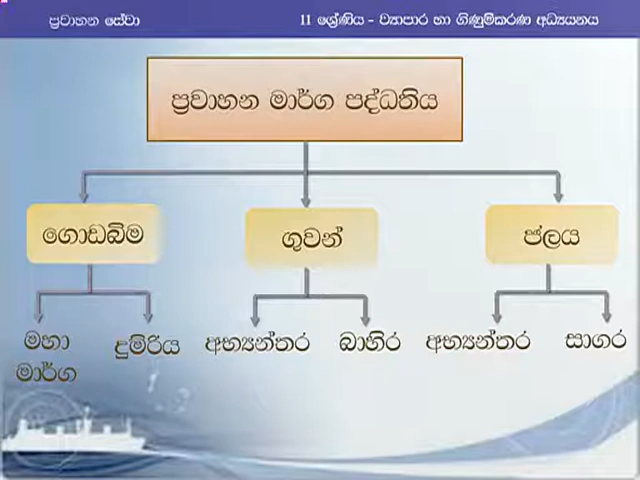 ප්‍රවාහන සේවා
11 ශ්‍රේණිය - ව්‍යාපාර හා ගිණුම්කරණ අධ්‍යයනය
ප්‍රවාහන මාර්ග පද්ධතිය
ගොඩබිම
ගුවන්
ජලය
මහා
මාර්ග
දුම්රිය
අභ්‍යන්තර
බාහිර
අභ්‍යන්තර
සාගර